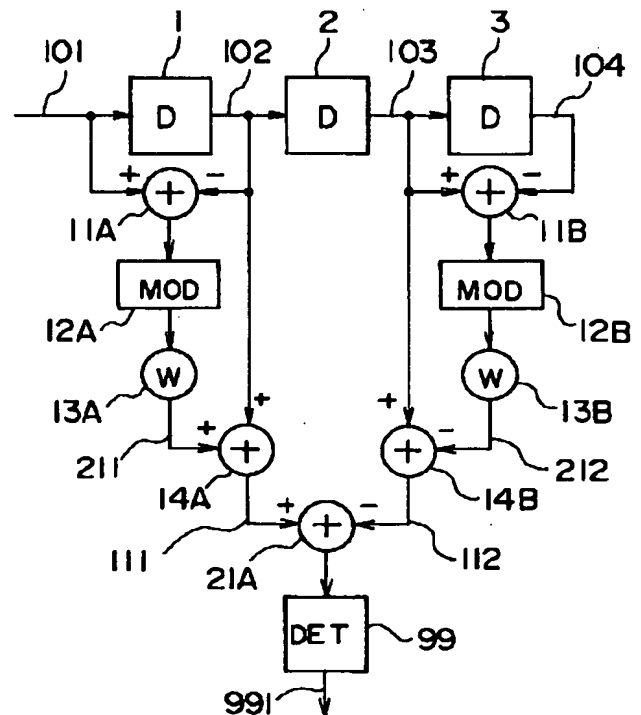 1
2
3
101
102
103
104
D
D
D
+
−
+
−
+
+
11A
11B
MOD
MOD
12A
12B
W
W
13A
13B
+
+
+
−
+
+
211
212
14A
14B
+
−
+
111
112
21A
DET
99
991